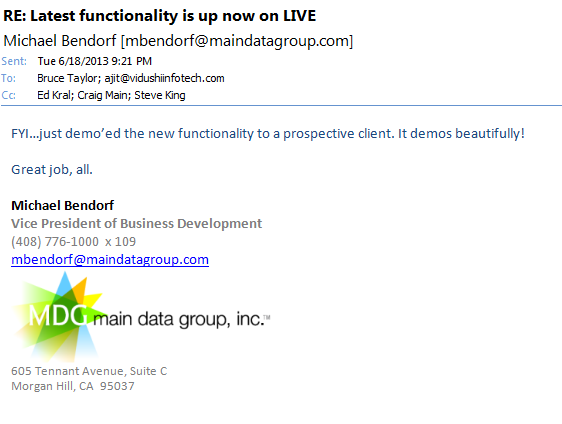 RE: Latest functionality is up now on LIVE
Michael Bendorf [mbendorf@maindatagroup.com]
Sent: Tue 6/18/2013 9:21 PM
To: Bruce Taylor; ajit@vidushiinfotech.com
Cc: Ed Kral; Craig Main; Steve King
FYI...just demo'ed the new functionality to a prospective client. It demos beautifully!
Great job, all.
Michael Bendorf
Vice President of Business Development
(408) 776-1000 x 109
mbendorf@maindatagroup.com
MDG main data group, inc.™
605 Tennant Avenue, Suite C
Morgan Hill, CA 95037